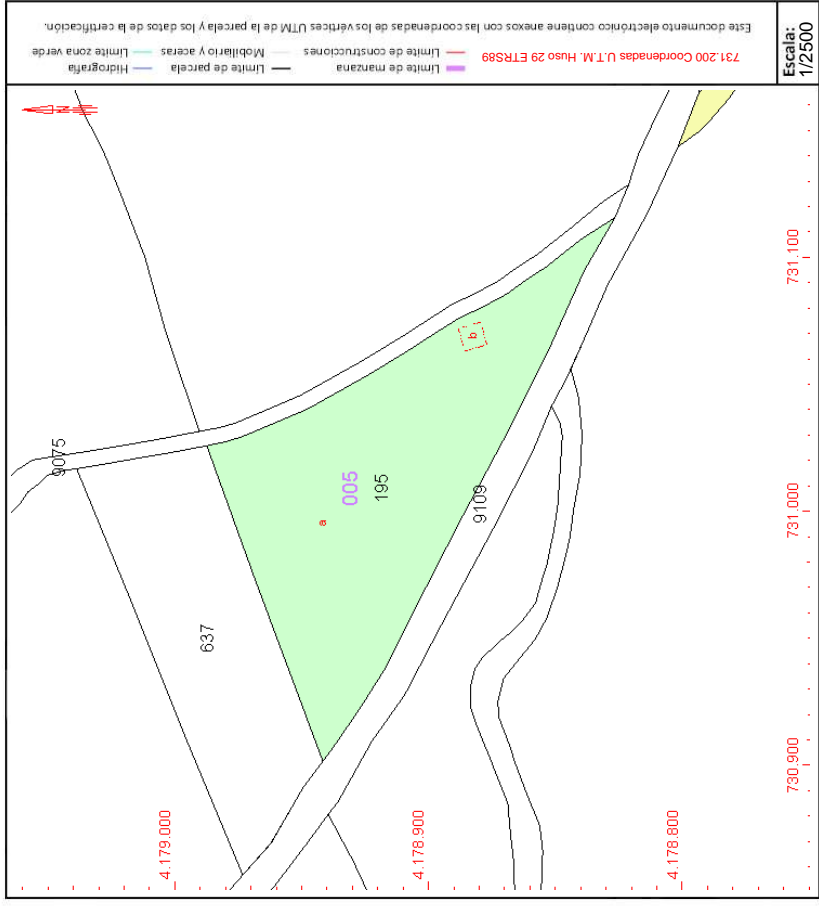 Este documento electrónico contiene anexos con las coordenadas de los vértices UTM de la parcela y los datos de la certificación.
731.200 Coordenadas U.T.M. Huso 29 ETRS89
Límite de manzana
Límite de construcciones
Límite de parcela
Mobiliario y aceras
Hidrografía
Límite zona verde
Escala:
1/2500
9075
637
005
195
a
b
9109
731.100
731.000
730.900
4.179.000
4.178.900
4.178.800